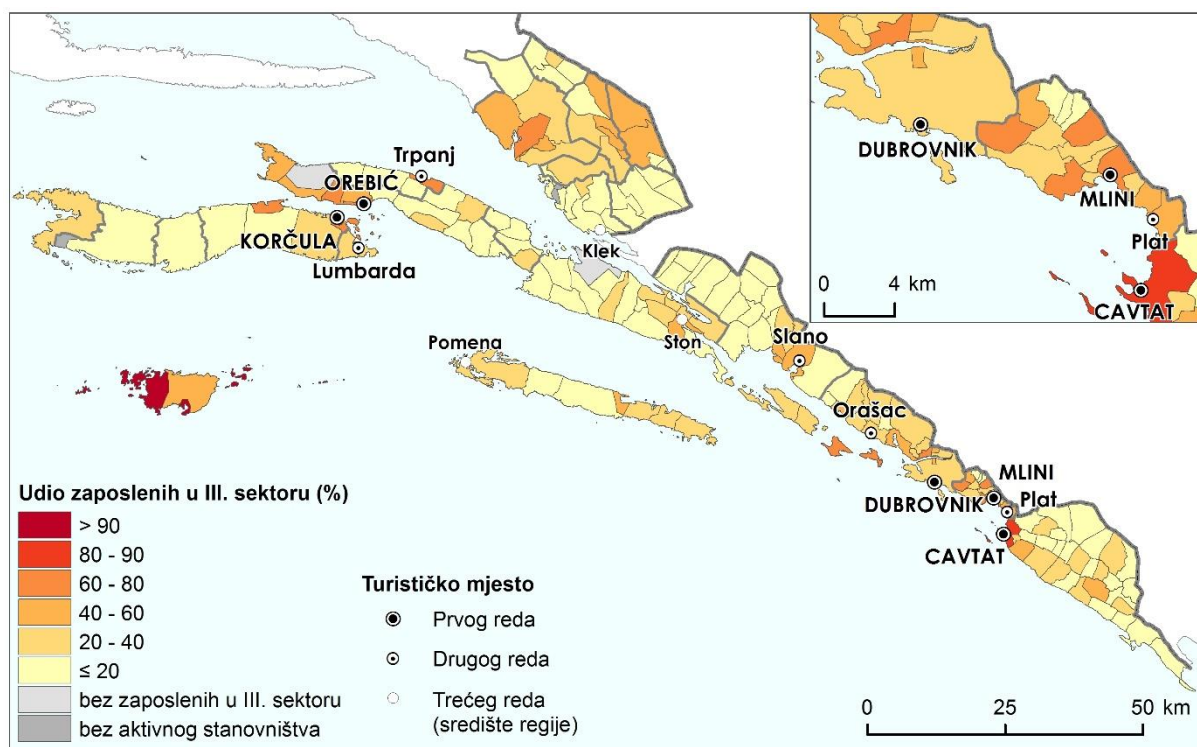 Trpanj
OREBIĆ
KORČULA
Lumbarda
Klek
Pomena
Ston
Slano
Orašac
MLINI
DUBROVNIK
Plat
CAVTAT
DUBROVNIK
MLINI
Plat
CAVTAT
0 4 km
Udio zaposlenih u III. sektoru (%)
> 90
80 - 90
60 - 80
40 - 60
20 - 40
≤ 20
bez zaposlenih u III. sektoru
bez aktivnog stanovništva
Turističko mjesto
Prvog reda
Drugog reda
Trećeg reda
(središte regije)
0 25 50 km